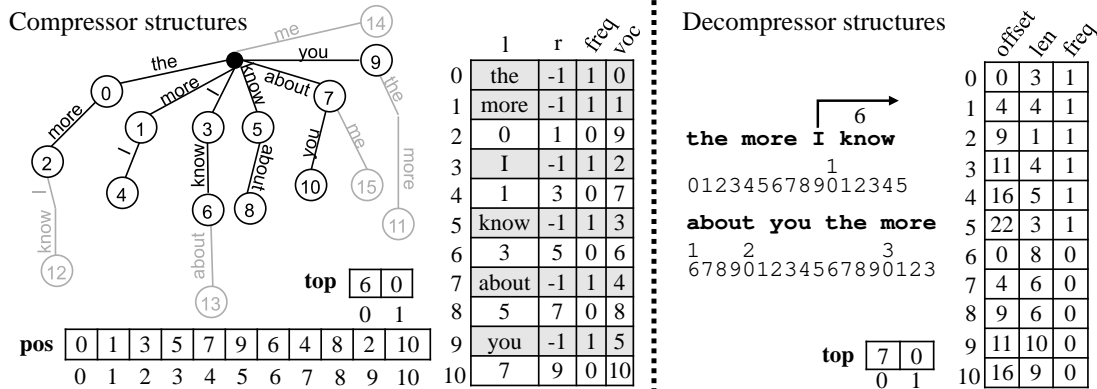 Compressor structures
me
14
you
9
the
the
more
I
know
about
0
more
7
1
3
5
more
2
I
know
about
you
me
I
4
6
8
10
15
more
11
know
12
about
13
top 6 0
0 1
pos 0 1 3 5 7 9 6 4 8 2 10
0 1 2 3 4 5 6 7 8 9 10
l r freq voc
0 the -1 1 0
1 more -1 1 1
2 0 1 0 9
3 I -1 1 2
4 1 3 0 7
5 know -1 1 3
6 3 5 0 6
7 about -1 1 4
8 5 7 0 8
9 you -1 1 5
10 7 9 0 10
Decompressor structures
6
the more I know
1
0123456789012345
about you the more
1 2 3
678901234567890123
top 7 0
0 1
offset len freq
0 0 3 1
1 4 4 1
2 9 1 1
3 11 4 1
4 16 5 1
5 22 3 1
6 0 8 0
7 4 6 0
8 9 6 0
9 11 10 0
10 16 9 0